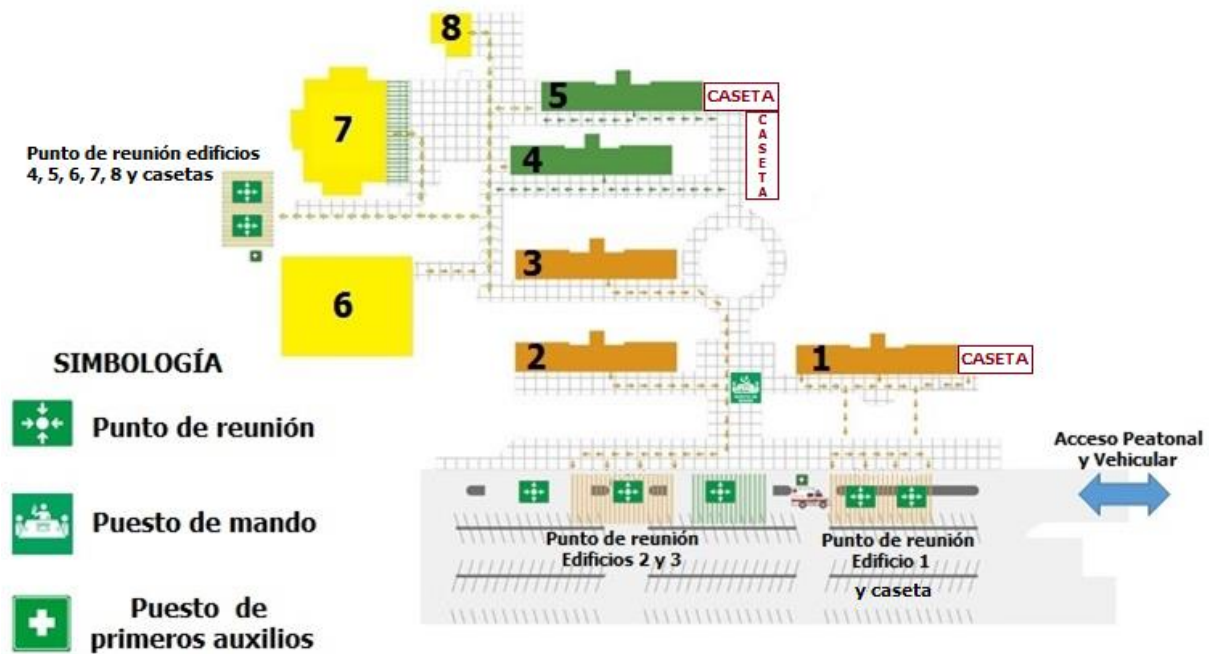 8
5
CASETA
CASETA
7
4
Punto de reunión edificios
4, 5, 6, 7, 8 y casetas
3
6
2
1
CASETA
SIMBOLOGÍA
Punto de reunión
Puesto de mando
Puesto de
primeros auxilios
Acceso Peatonal
y Vehicular
Punto de reunión
Edificios 2 y 3
Punto de reunión
Edificio 1
y caseta